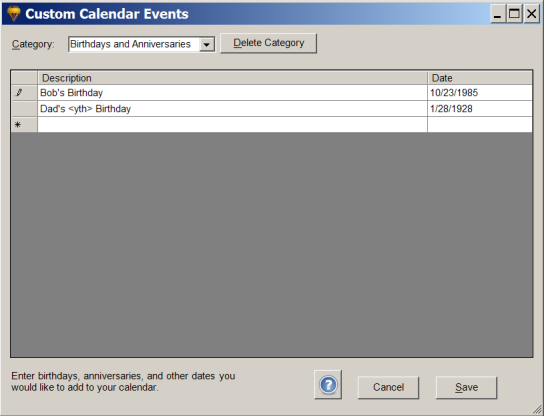 Custom Calendar Events
Category: Birthdays and Anniversaries Delete Category
Description Date
Bob's Birthday 10/23/1985
Dad's <yth> Birthday 1/28/1928
*
Enter birthdays, anniversaries, and other dates you
would like to add to your calendar.
? Cancel Save